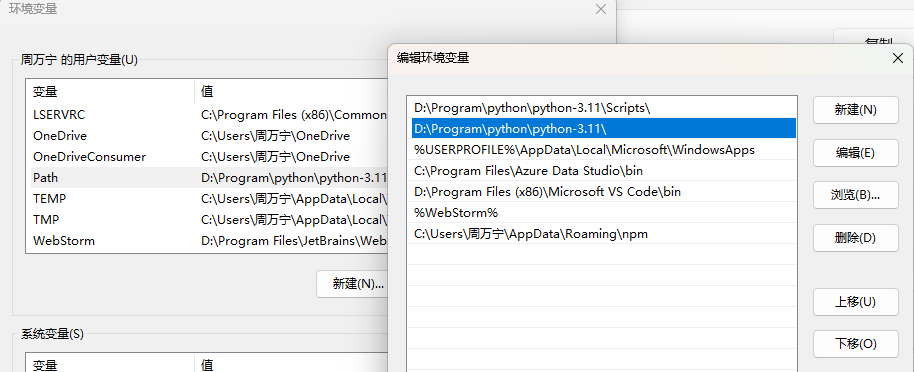 环境变量
周万宁 的用户变量(U)
变量 值
LSERVRC C:\Program Files (x86)\Common
OneDrive C:\Users\周万宁\OneDrive
OneDriveConsumer C:\Users\周万宁\OneDrive
Path D:\Program\python\python-3.11
TEMP C:\Users\周万宁\AppData\Local\
TMP C:\Users\周万宁\AppData\Local\
WebStorm D:\Program Files\JetBrains\Web
新建(N)...
系统变量(S)
变量 值
编辑环境变量
D:\Program\python\python-3.11\Scripts\
D:\Program\python\python-3.11\
%USERPROFILE%\AppData\Local\Microsoft\WindowsApps
C:\Program Files\Azure Data Studio\bin
D:\Program Files (x86)\Microsoft VS Code\bin
%WebStorm%
C:\Users\周万宁\AppData\Roaming\npm
新建(N)
编辑(E)
浏览(B)...
删除(D)
上移(U)
下移(O)